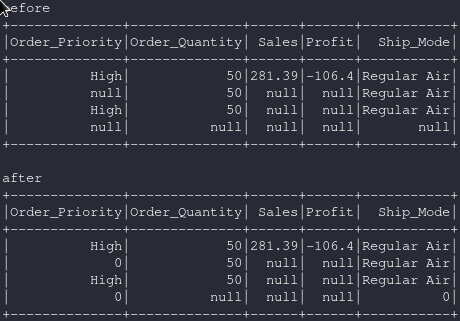 efore
+--------------+--------------+------+------+-----------+
|Order_Priority|Order_Quantity| Sales|Profit|  Ship_Mode|
+--------------+--------------+------+------+-----------+
|          High|            50|281.39|-106.4|Regular Air|
|          null|            50|  null|  null|Regular Air|
|          High|            50|  null|  null|Regular Air|
|          null|          null|  null|  null|       null|
+--------------+--------------+------+------+-----------+
after
+--------------+--------------+------+------+-----------+
|Order_Priority|Order_Quantity| Sales|Profit|  Ship_Mode|
+--------------+--------------+------+------+-----------+
|          High|            50|281.39|-106.4|Regular Air|
|             0|            50|  null|  null|Regular Air|
|          High|            50|  null|  null|Regular Air|
|             0|          null|  null|  null|          0|
+--------------+--------------+------+------+-----------+